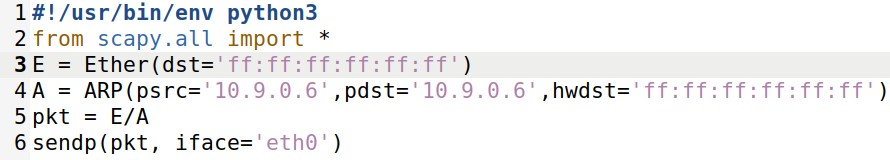 1 #!/usr/bin/env python3
2 from scapy.all import *
3 E = Ether(dst='ff:ff:ff:ff:ff:ff')
4 A = ARP(psrc='10.9.0.6',pdst='10.9.0.6',hwdst='ff:ff:ff:ff:ff:ff')
5 pkt = E/A
6 sendp(pkt, iface='eth0')